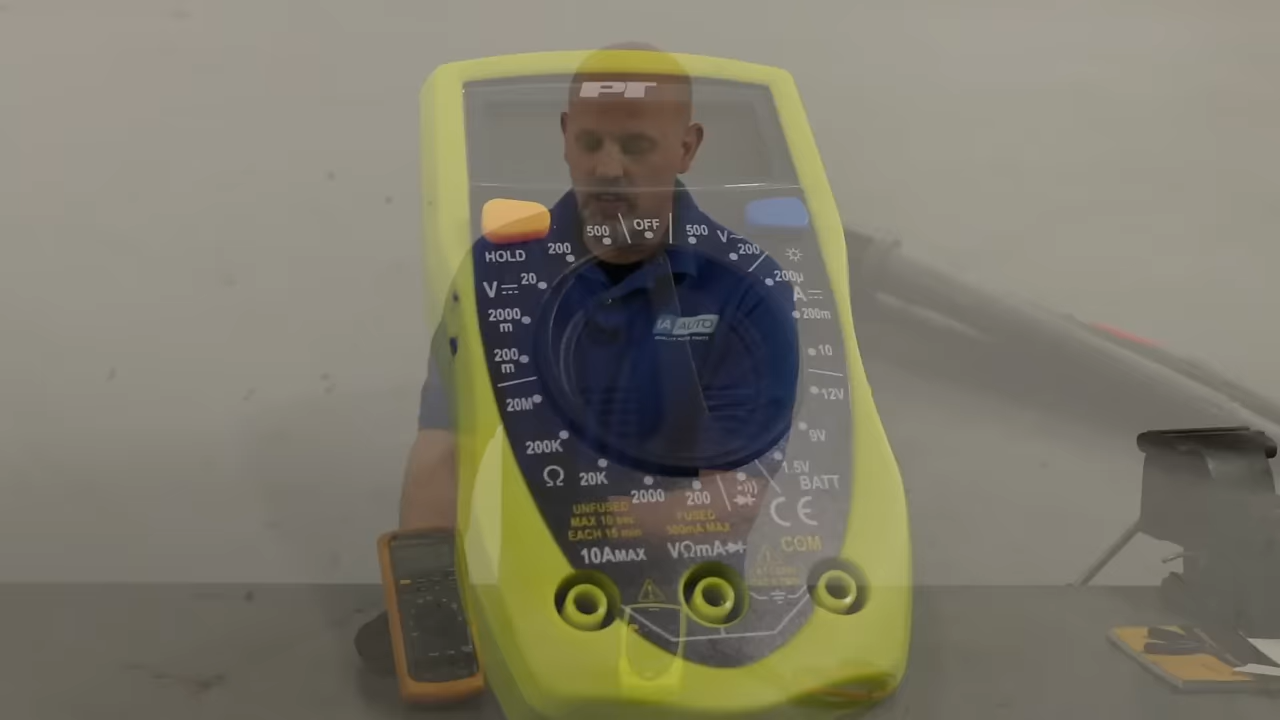 PT
HOLD
OFF
500
200
V
20
2000
m
200
m
20M
200K
Ω
20K
2000
200
500
V~
200
200µ
A
200m
10
12V
9V
1.5V
BATT
CE
1A AUTO
UNFUSED
MAX 10 sec
EACH 15 min
FUSED
500mA MAX
10AMAX
VΩmA
COM